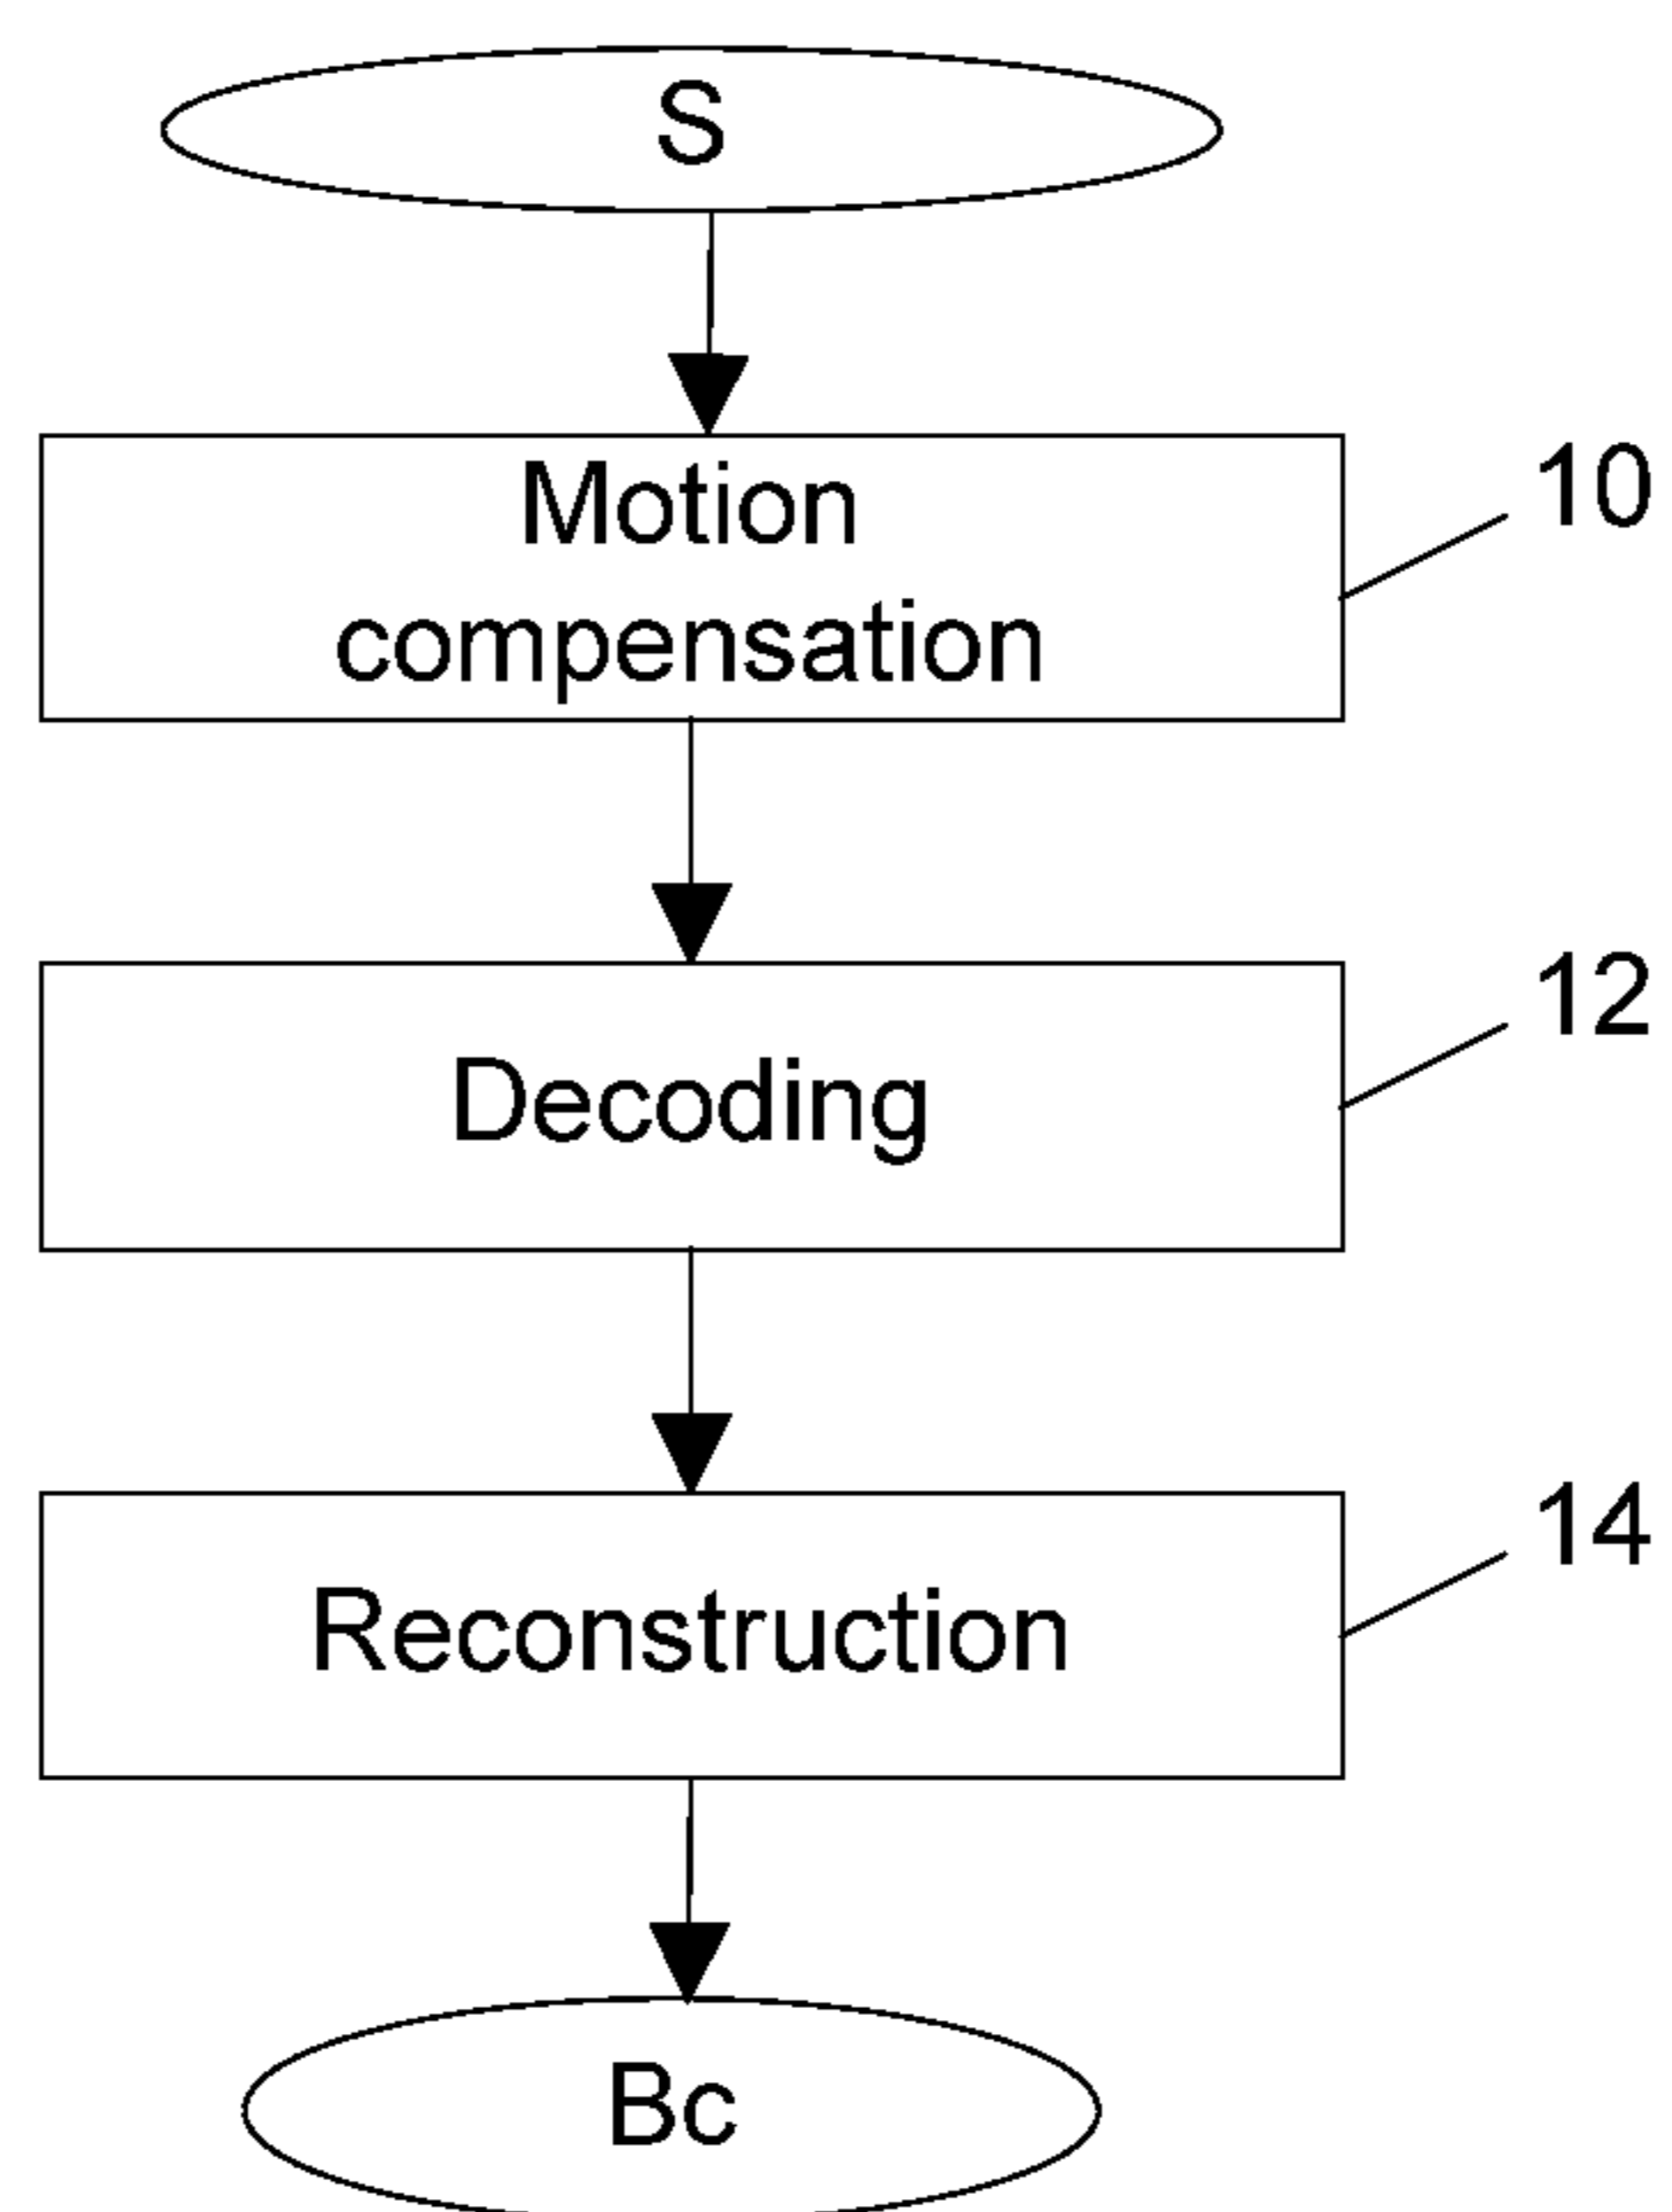 S
Motion
compensation
10
Decoding
12
Reconstruction
14
Bc